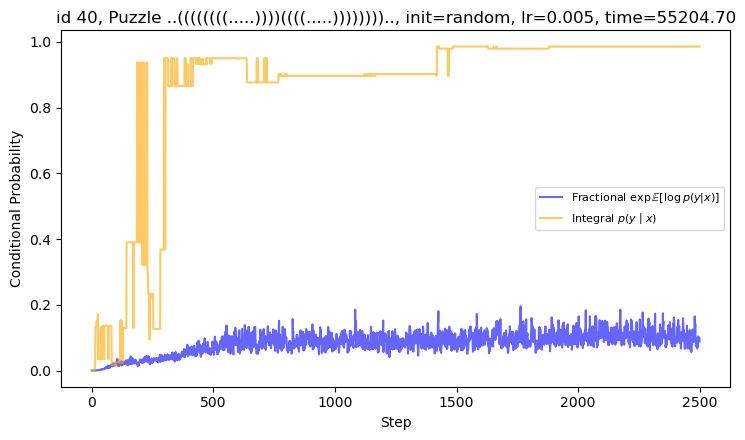 id 40, Puzzle ..((((((((.....))))((((.....)))))))).., init=random, lr=0.005, time=55204.70
1.0
0.8
0.6
0.4
0.2
0.0
Conditional Probability
Fractional exp𝔼[log p(y|x)]
Integral p(y | x)
0
500
1000
1500
2000
2500
Step